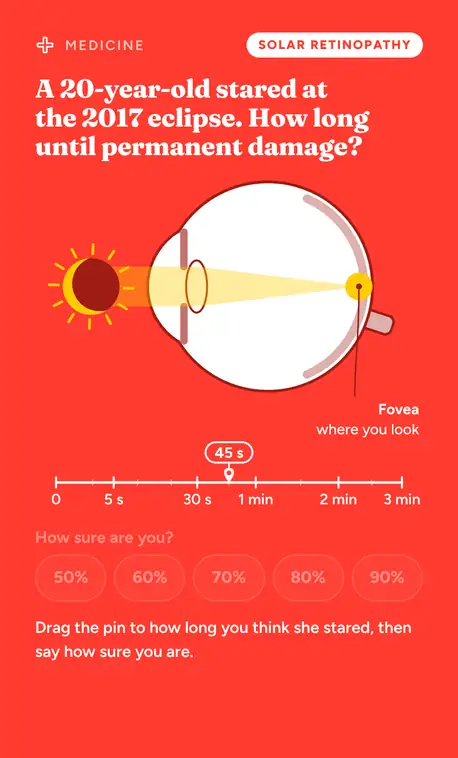 MEDICINE
SOLAR RETINOPATHY
A 20-year-old stared at
the 2017 eclipse. How long
until permanent damage?
Fovea
where you look
45 s
0 5 s 30 s 1 min 2 min 3 min
How sure are you?
50% 60% 70% 80% 90%
Drag the pin to how long you think she stared, then
say how sure you are.